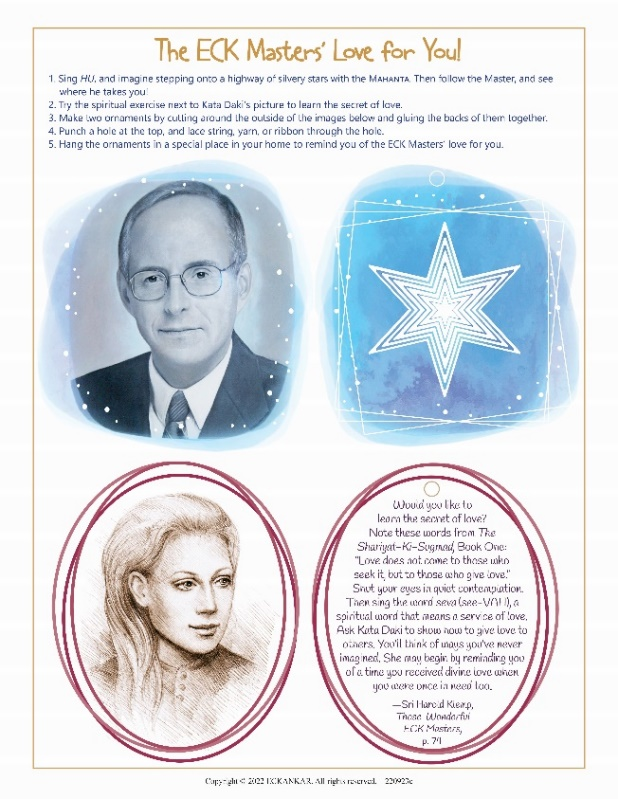 The ECK Masters' Love for You!
1. Sing HU, and imagine stepping onto a highway of silvery stars with the MAHANTA. Then follow the Master, and see
where he takes you!
2. Try the spiritual exercise next to Kata Daki's picture to learn the secret of love.
3. Make two ornaments by cutting around the outside of the images below and gluing the backs of them together.
4. Punch a hole at the top, and lace string, yarn, or ribbon through the hole.
5. Hang the ornaments in a special place in your home to remind you of the ECK Masters' love for you.
Would you like to
learn the secret of love?
Note these words from The
Shariyat-Ki-Sugmad, Book One:
"Love does not come to those who
seek it, but to those who give love."
Shut your eyes in quiet contemplation.
Then sing the word seva (see-VAH), a
spiritual word that means a service of love.
Ask Kata Daki to show how to give love to
others. You'll think of ways you've never
imagined. She may begin by reminding you
of a time you received divine love when
you were once in need too.
—Sri Harold Klemp,
Those Wonderful
ECK Masters,
p. 79
Copyright © 2022 ECKANKAR. All rights reserved. 220923c